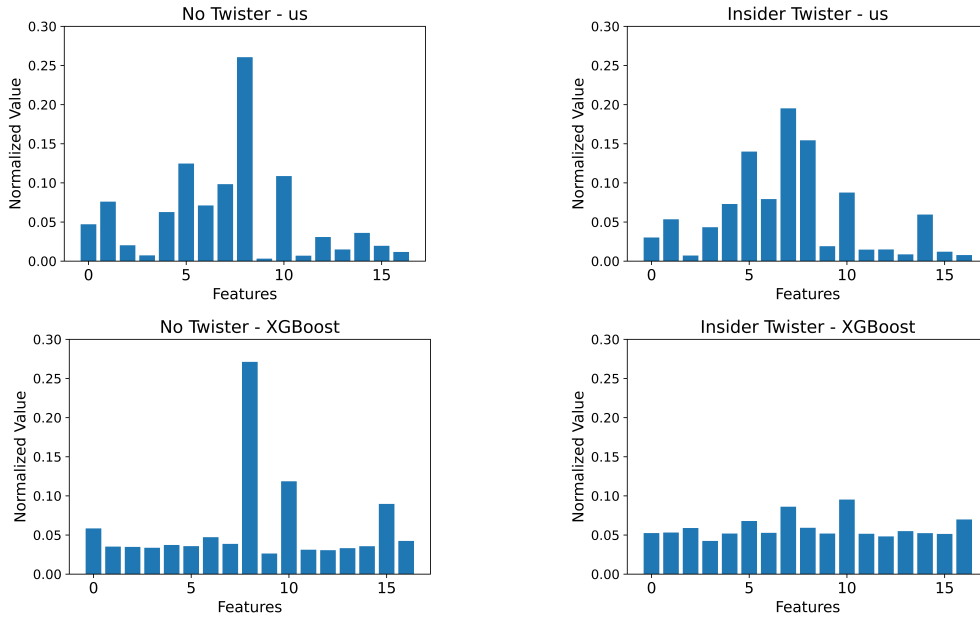 No Twister - us
0.30
0.25
0.20
0.15
0.10
0.05
0.00
Normalized Value
0 5 10 15
Features
Insider Twister - us
0.30
0.25
0.20
0.15
0.10
0.05
0.00
Normalized Value
0 5 10 15
Features
No Twister - XGBoost
0.30
0.25
0.20
0.15
0.10
0.05
0.00
Normalized Value
0 5 10 15
Features
Insider Twister - XGBoost
0.30
0.25
0.20
0.15
0.10
0.05
0.00
Normalized Value
0 5 10 15
Features